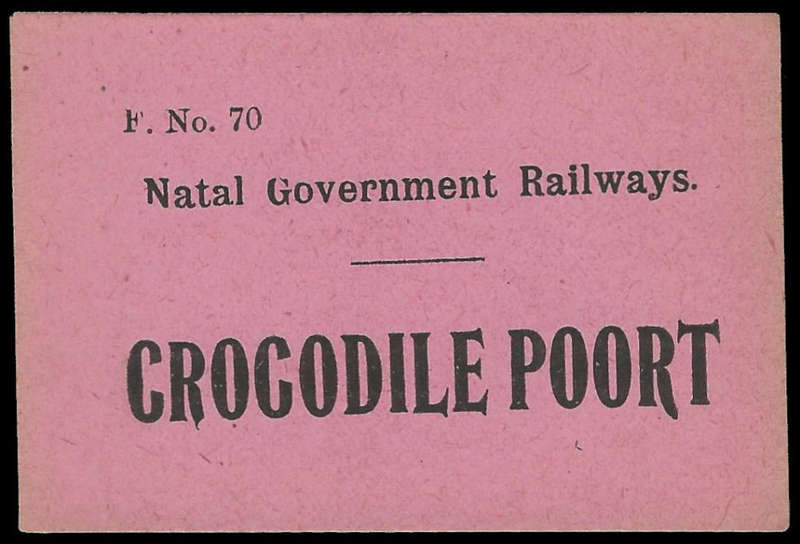 F. No. 70
Natal Government Railways.
CROCODILE POORT